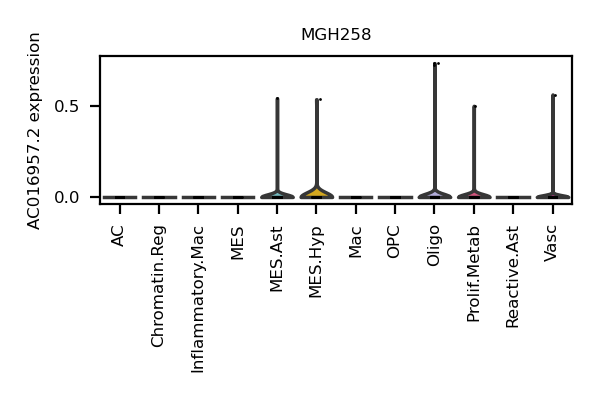 MGH258
AC016957.2 expression
0.5
0.0
AC
Chromatin.Reg
Inflammatory.Mac
MES
MES.Ast
MES.Hyp
Mac
OPC
Oligo
Prolif.Metab
Reactive.Ast
Vasc